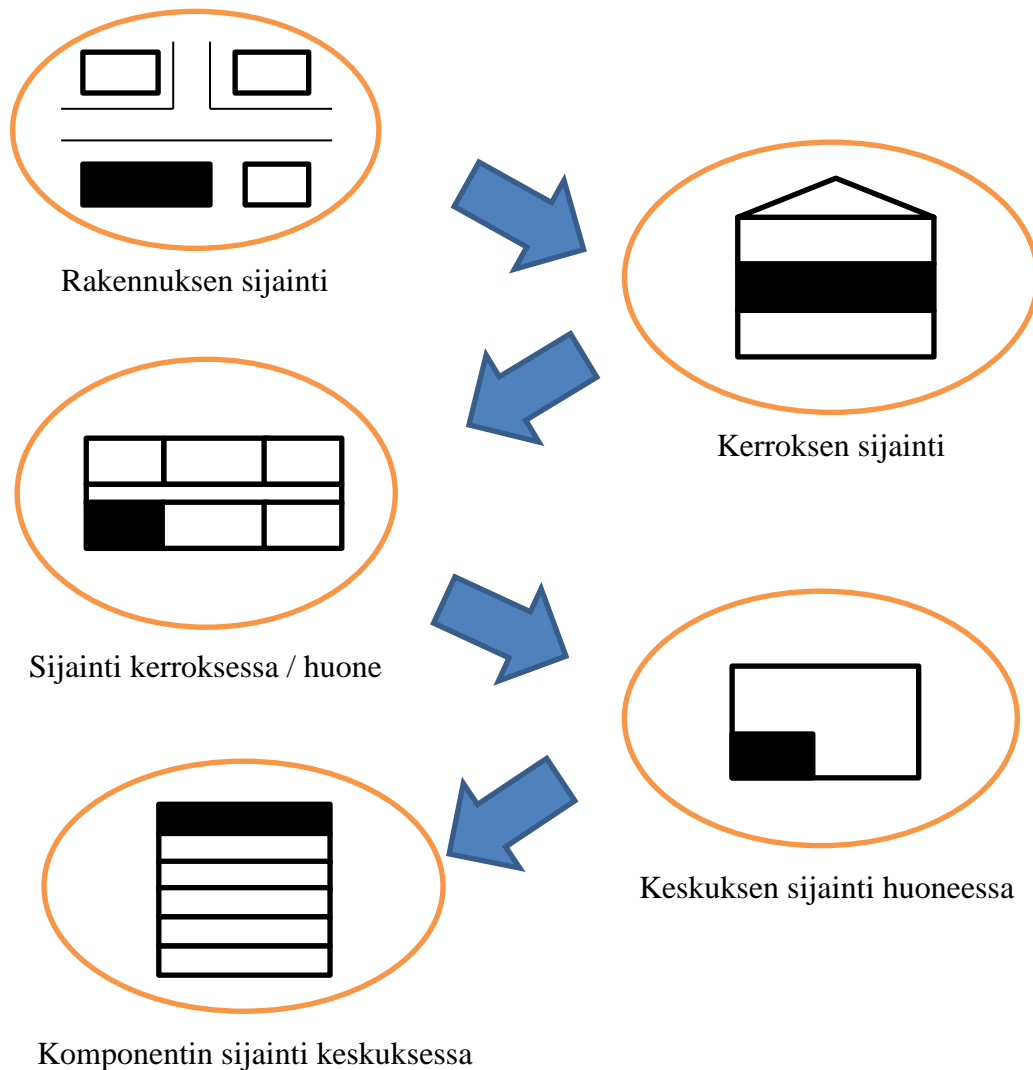 Rakennuksen sijainti
Kerroksen sijainti
Sijainti kerroksessa / huone
Keskuksen sijainti huoneessa
Komponentin sijainti keskuksessa